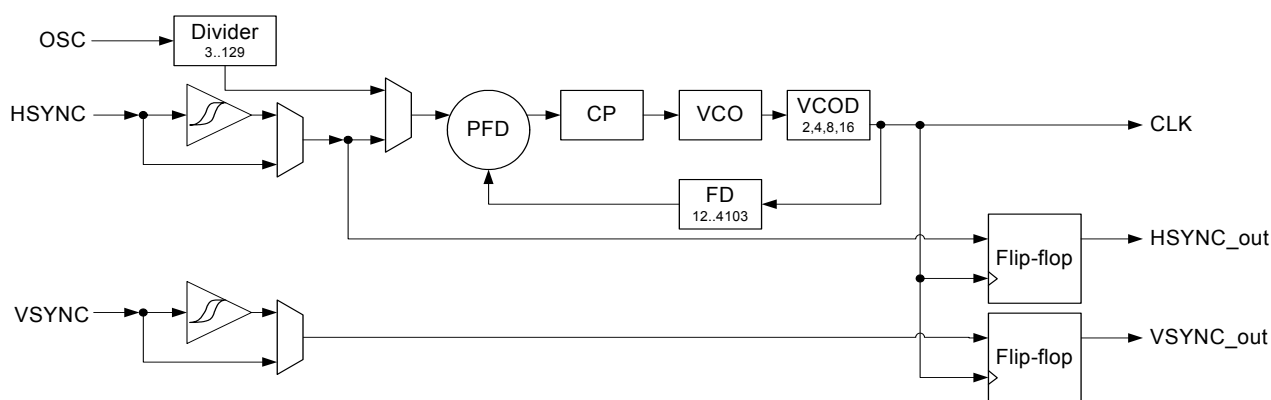 OSC
Divider
3..129
HSYNC
PFD
CP
VCO
VCOD
2,4,8,16
CLK
FD
12..4103
Flip-flop
HSYNC_out
VSYNC
Flip-flop
VSYNC_out